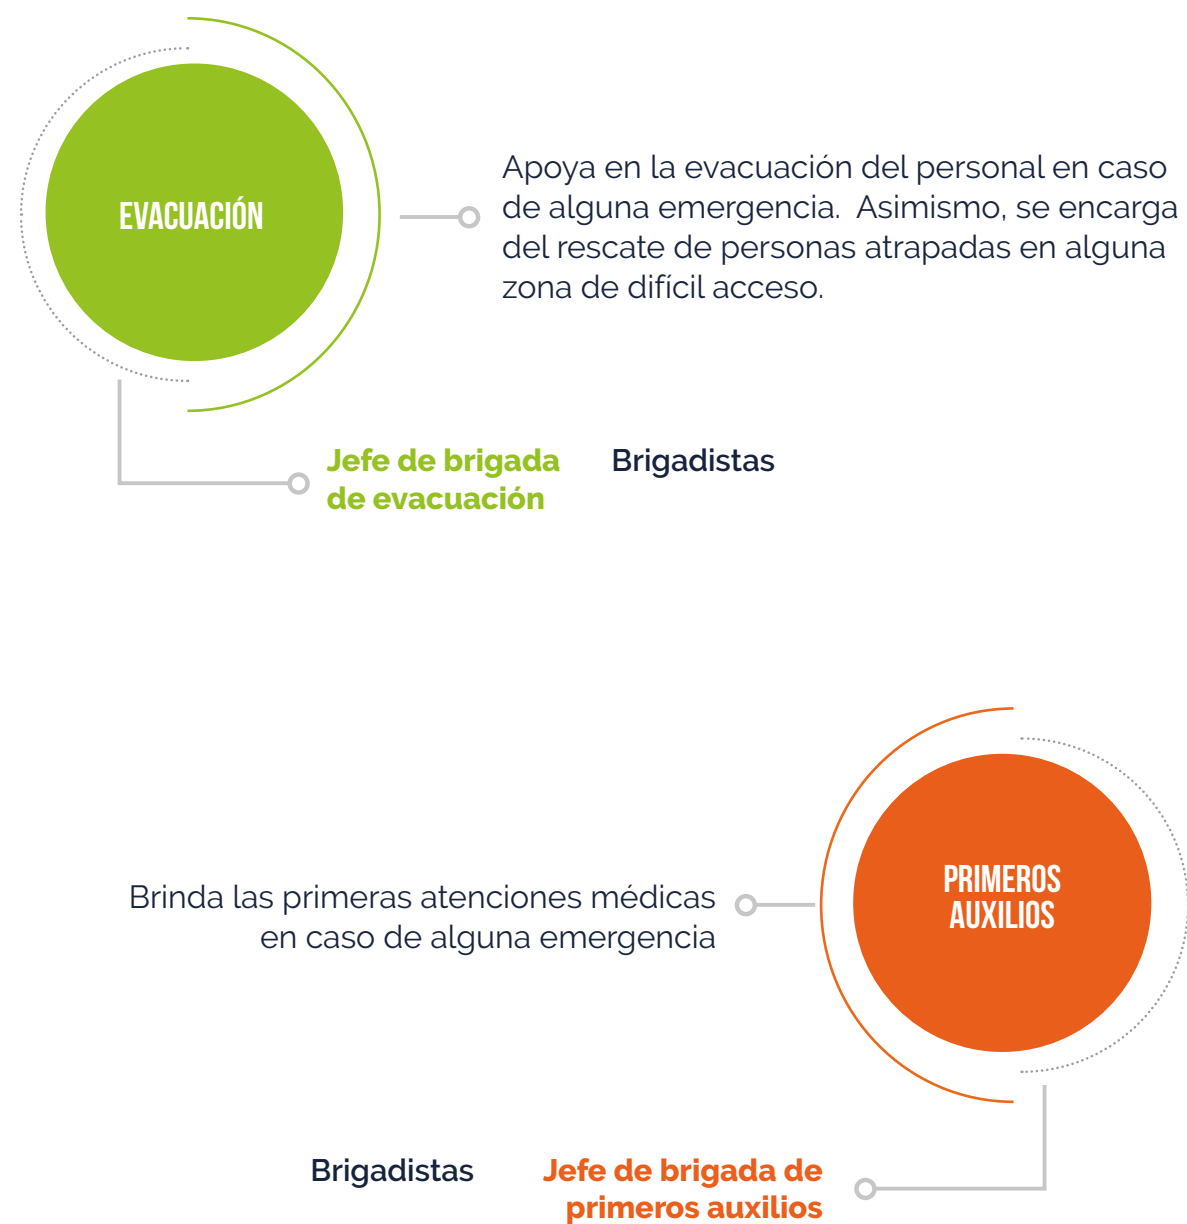 EVACUACIÓN
Apoya en la evacuación del personal en caso
de alguna emergencia.  Asimismo, se encarga
del rescate de personas atrapadas en alguna
zona de difícil acceso.
Jefe de brigada
de evacuación
Brigadistas
PRIMEROS
AUXILIOS
Brinda las primeras atenciones médicas
en caso de alguna emergencia
Brigadistas
Jefe de brigada de
primeros auxilios